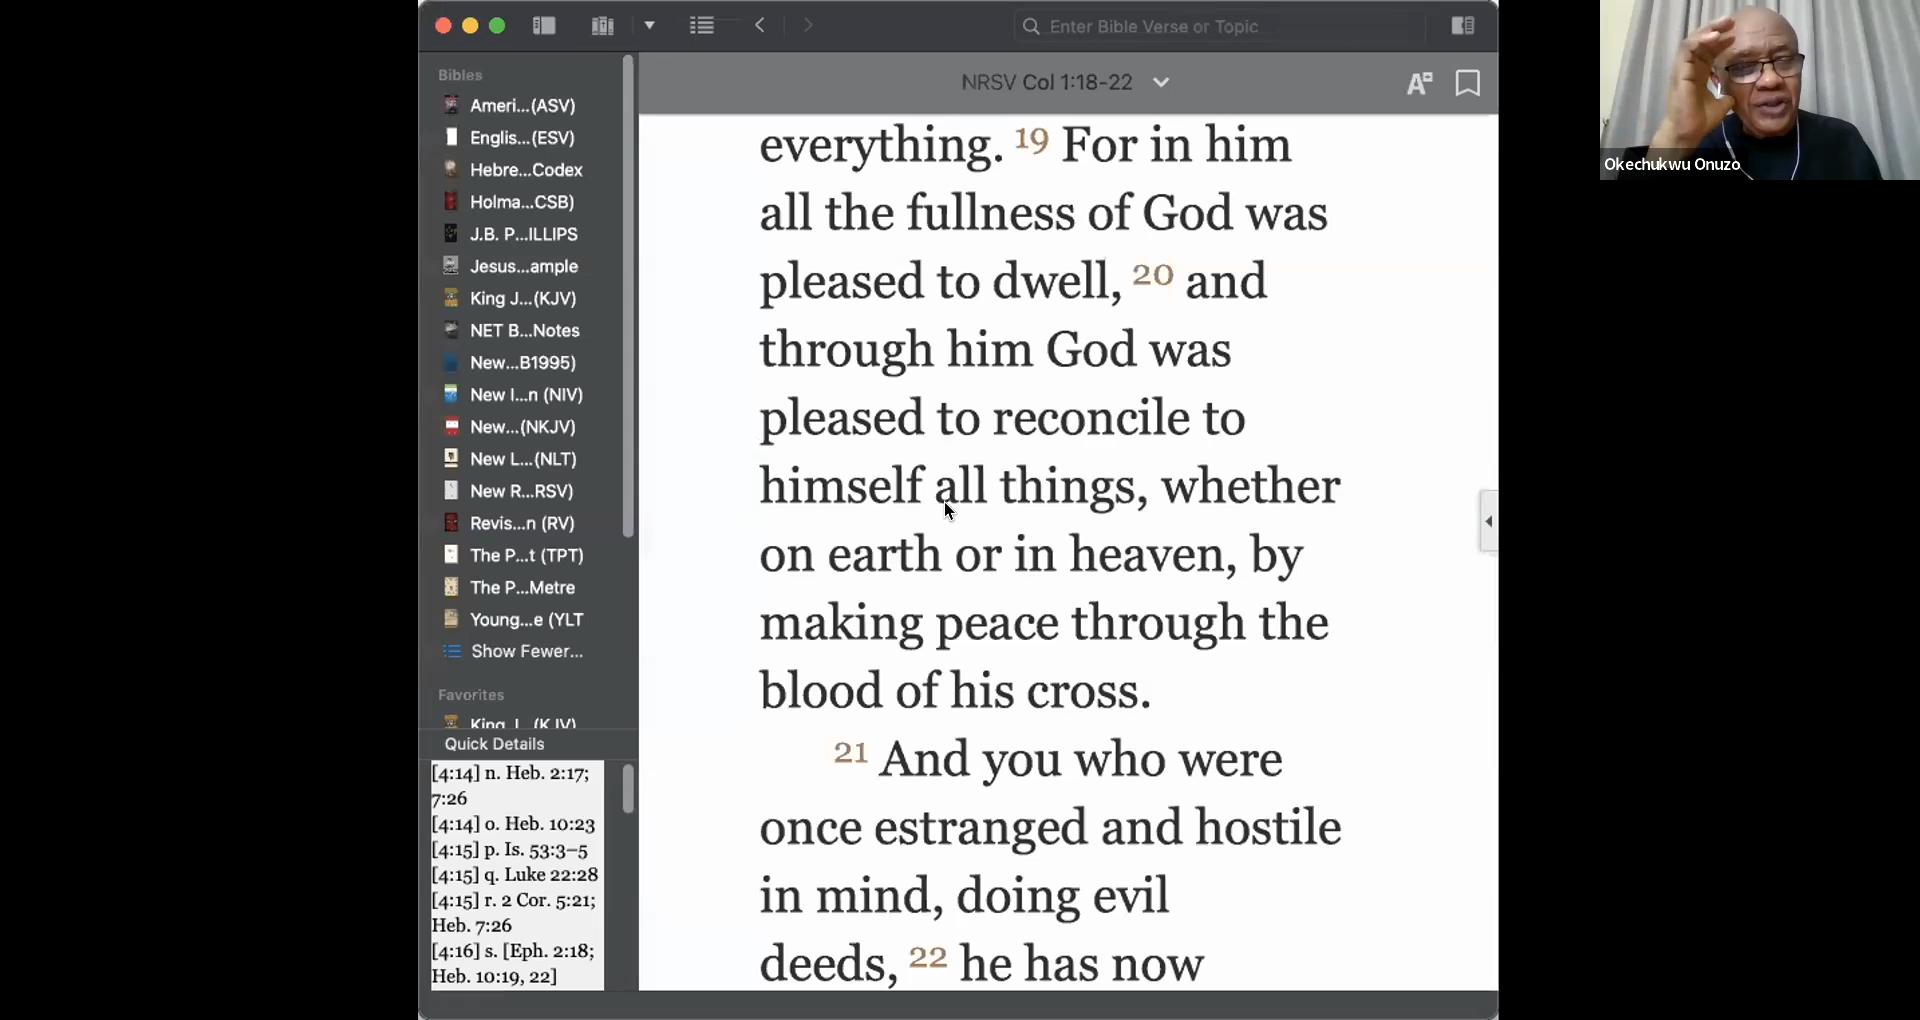 Enter Bible Verse or Topic
Bibles
Ameri...(ASV)
Englis...(ESV)
Hebre...Codex
Holma...CSB)
J.B. P...ILLIPS
Jesus...ample
King J...(KJV)
NET B...Notes
New...B1995)
New I...n (NIV)
New...(NKJV)
New L...(NLT)
New R...RSV)
Revis...n (RV)
The P...t (TPT)
The P...Metre
Young...e (YLT
Show Fewer...
Favorites
King J...(KJV)
Quick Details
[4:14] n. Heb. 2:17;
7:26
[4:14] o. Heb. 10:23
[4:15] p. Is. 53:3–5
[4:15] q. Luke 22:28
[4:15] r. 2 Cor. 5:21;
Heb. 7:26
[4:16] s. [Eph. 2:18;
Heb. 10:19, 22]
NRSV Col 1:18-22
A
everything. 19 For in him
all the fullness of God was
pleased to dwell, 20 and
through him God was
pleased to reconcile to
himself all things, whether
on earth or in heaven, by
making peace through the
blood of his cross.
21 And you who were
once estranged and hostile
in mind, doing evil
deeds, 22 he has now
Okechukwu Onuzo